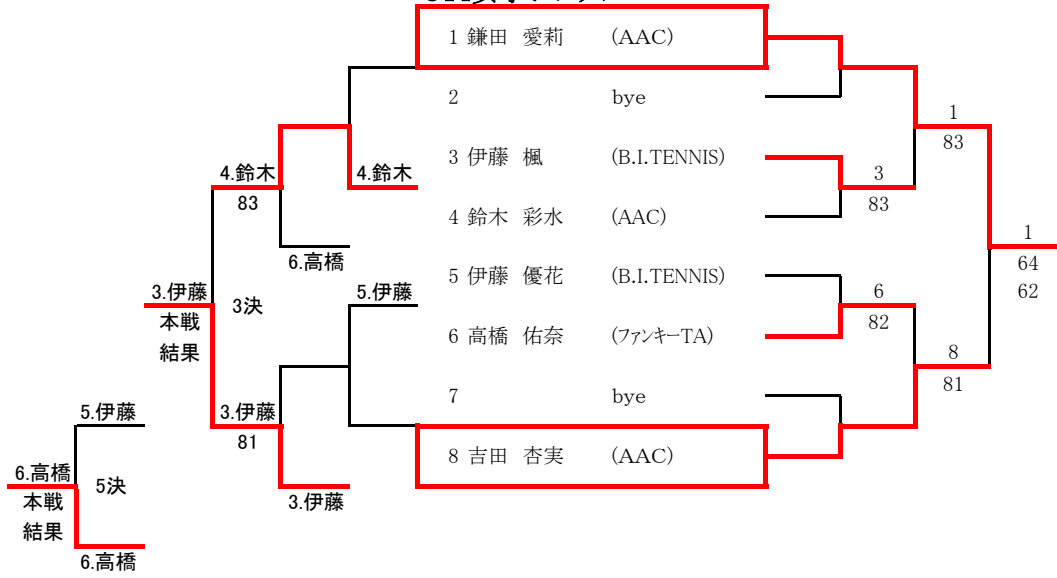 1 鎌田 愛莉 (AAC)
2 bye
3 伊藤 楓 (B.I.TENNIS)
4 鈴木 彩水 (AAC)
5 伊藤 優花 (B.I.TENNIS)
6 高橋 佑奈 (ファンキーTA)
7 bye
8 吉田 杏実 (AAC)
1
83
3
83
1
64
62
6
82
8
81
4.鈴木
83
4.鈴木
6.高橋
3.伊藤
本戦
結果
3決
5.伊藤
3.伊藤
81
3.伊藤
5.伊藤
6.高橋
本戦
結果
5決
6.高橋